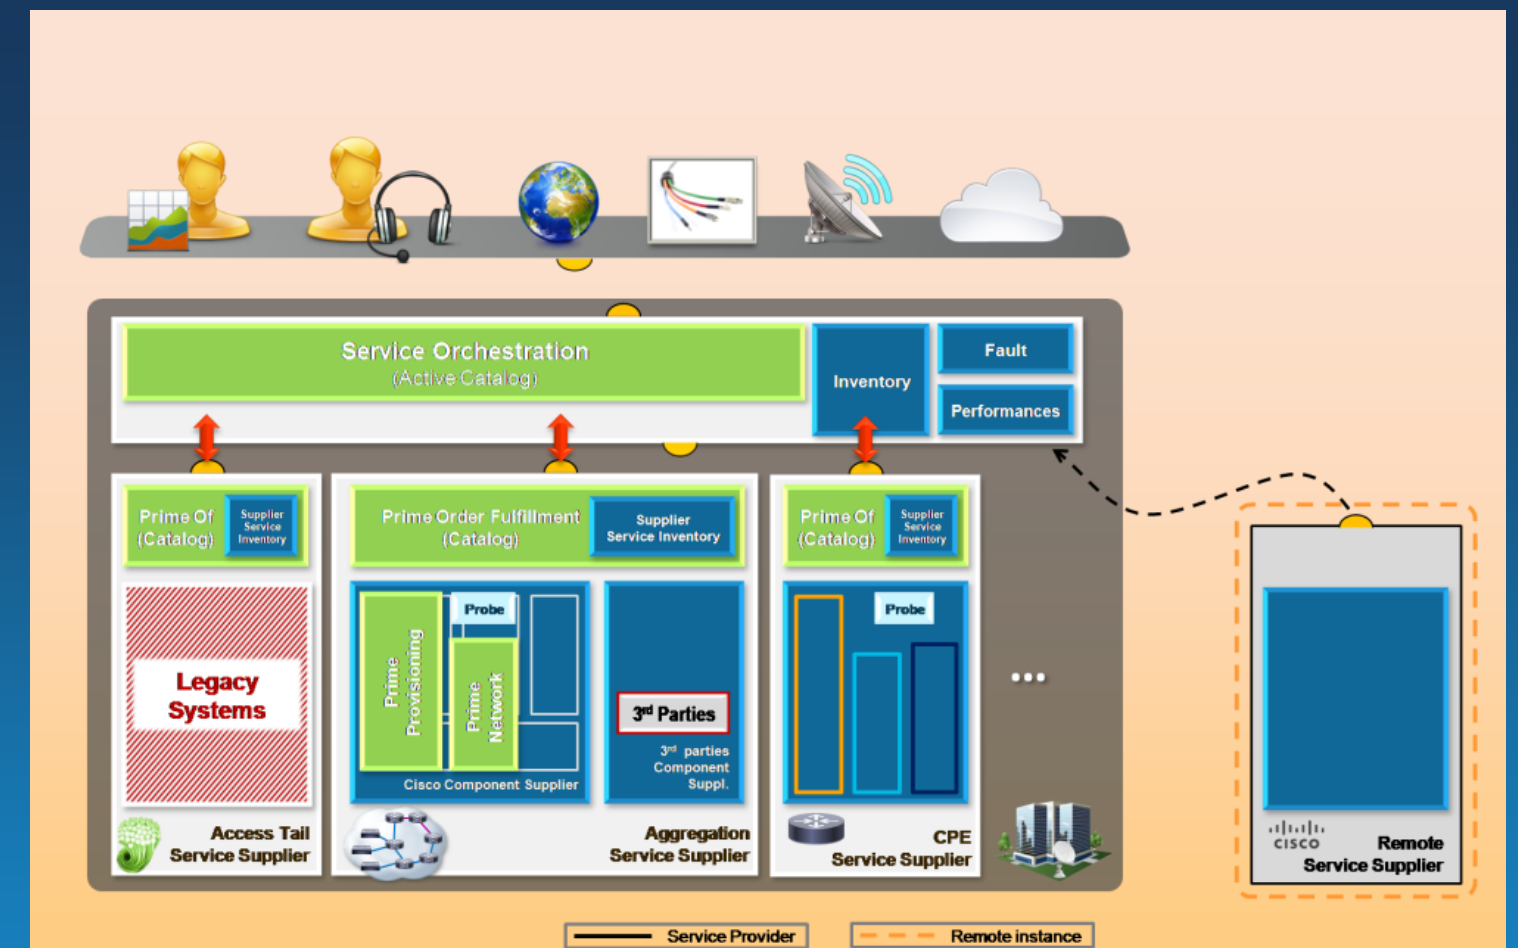 Service Orchestration
(Active Catalog)
Inventory
Fault
Performances
Prime Of
(Catalog)
Supplier
Service
Inventory
Prime Order Fulfillment
(Catalog)
Supplier
Service Inventory
Prime Of
(Catalog)
Supplier
Service
Inventory
Legacy
Systems
Prime
Provisioning
Probe
Prime
Network
Cisco Component Supplier
3rd Parties
3rd parties
Component
Suppl.
Probe
...
Access Tail
Service Supplier
Aggregation
Service Supplier
CPE
Service Supplier
CISCO
Remote
Service Supplier
Service Provider
Remote instance